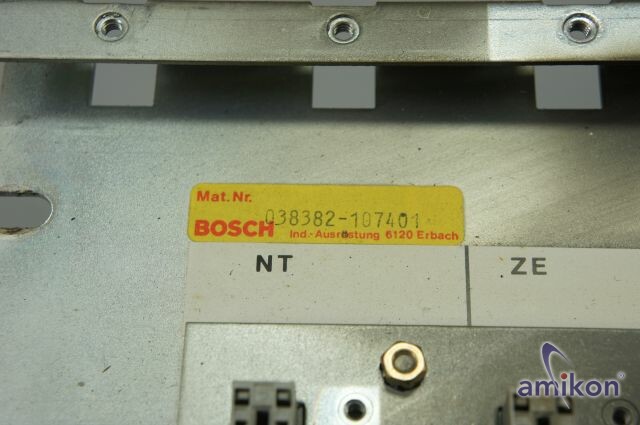 Mat.Nr.
038382-107401
BOSCH Ind.-Ausrüstung 6120 Erbach
NT
ZE
amikon